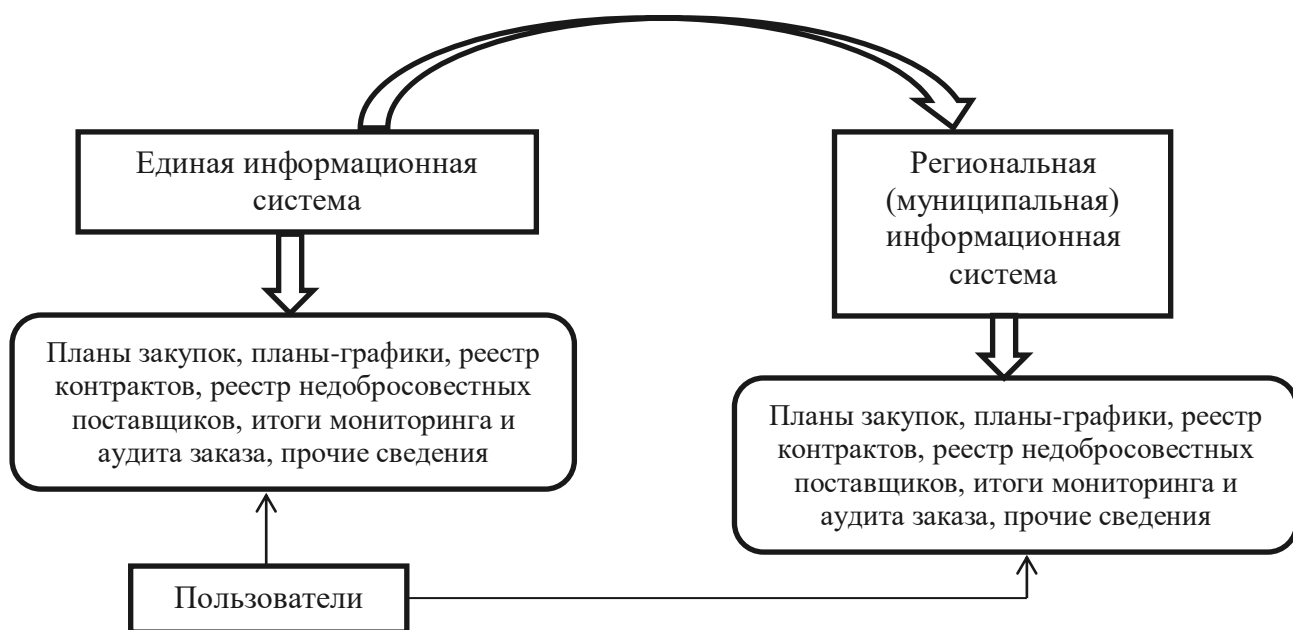 Единая информационная
система
Региональная
(муниципальная)
информационная
система
Планы закупок, планы-графики, реестр
контрактов, реестр недобросовестных
поставщиков, итоги мониторинга и
аудита заказа, прочие сведения
Планы закупок, планы-графики, реестр
контрактов, реестр недобросовестных
поставщиков, итоги мониторинга и
аудита заказа, прочие сведения
Пользователи